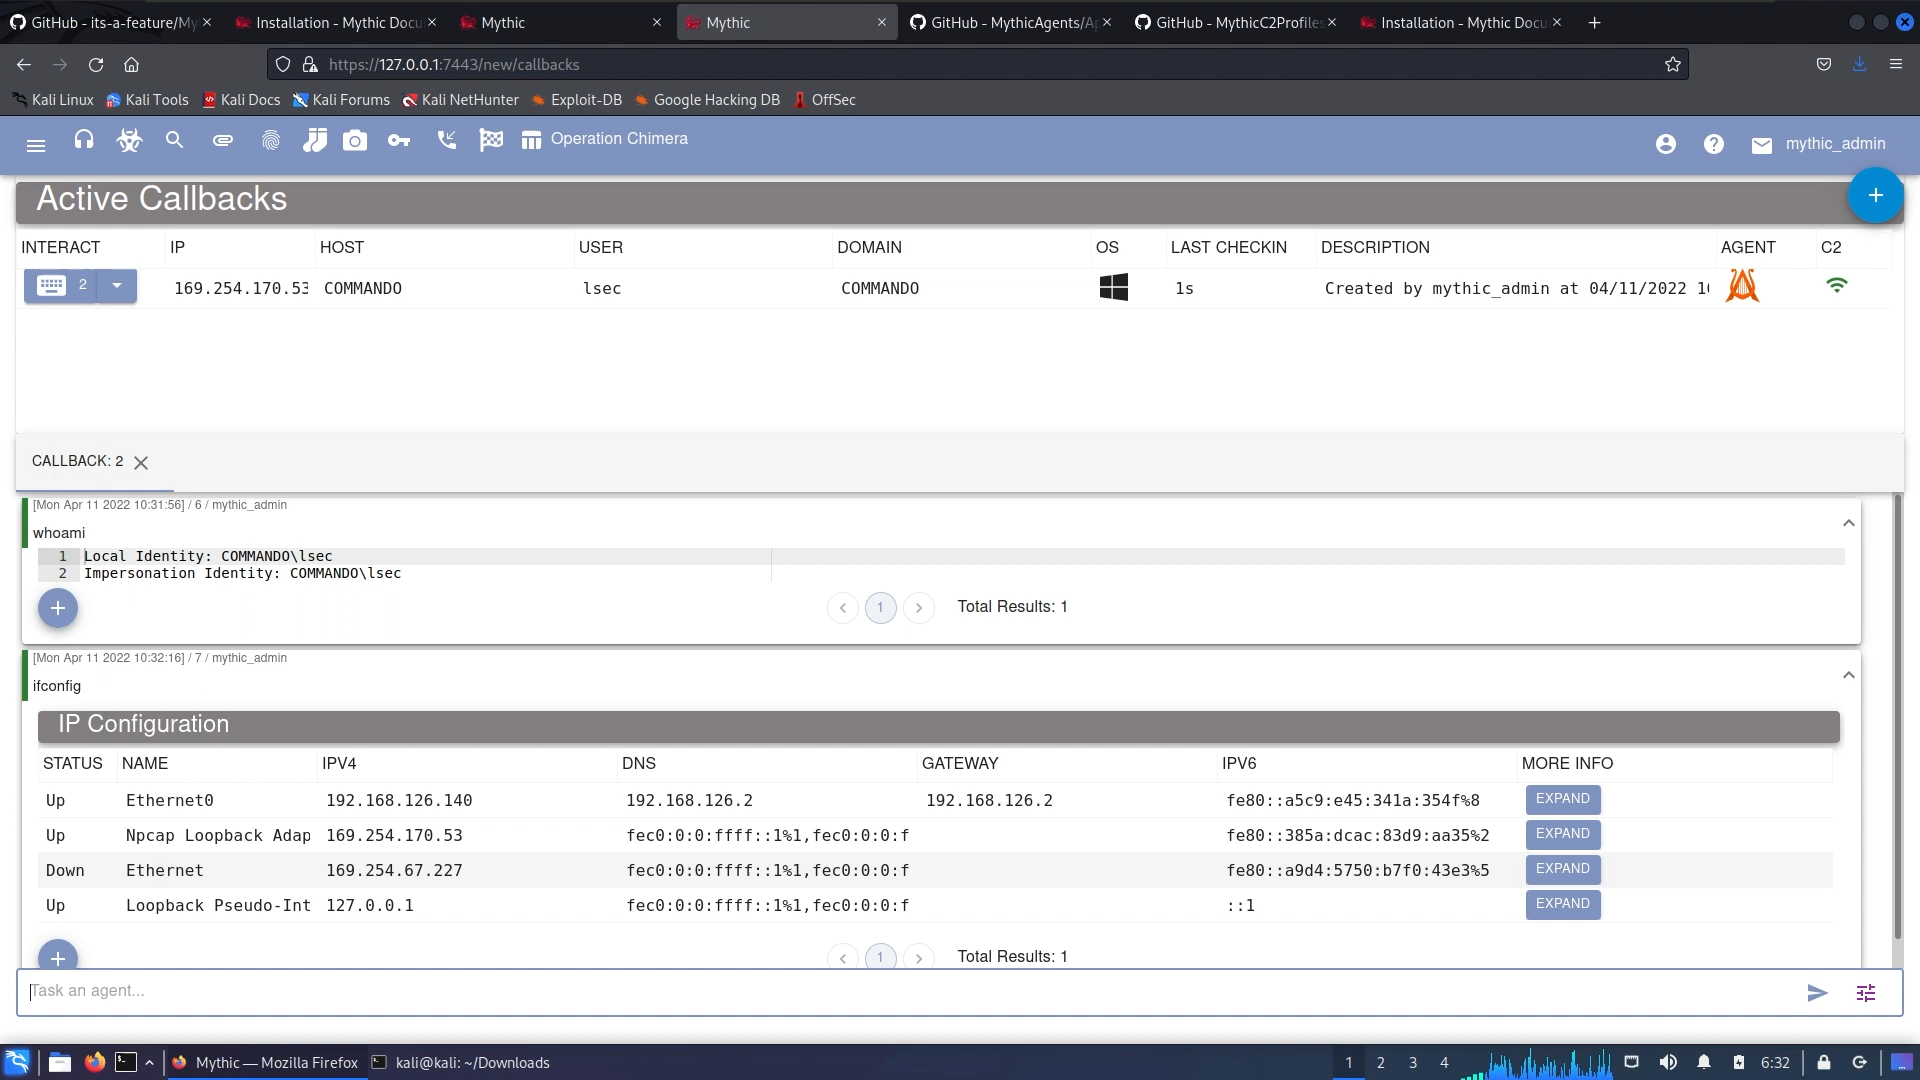 GitHub - its-a-feature/My
Installation - Mythic Docu
Mythic
Mythic
GitHub - MythicAgents/Ap
GitHub - MythicC2Profiles
Installation - Mythic Docu
https://127.0.0.1:7443/new/callbacks
Kali Linux
Kali Tools
Kali Docs
Kali Forums
Kali NetHunter
Exploit-DB
Google Hacking DB
OffSec
Operation Chimera
mythic_admin
Active Callbacks
INTERACT IP HOST USER DOMAIN OS LAST CHECKIN DESCRIPTION AGENT C2
2 169.254.170.53 COMMANDO lsec COMMANDO 1s Created by mythic_admin at 04/11/2022 1
CALLBACK: 2
[Mon Apr 11 2022 10:31:56] / 6 / mythic_admin
whoami
1 Local Identity: COMMANDO\lsec
2 Impersonation Identity: COMMANDO\lsec
1 Total Results: 1
[Mon Apr 11 2022 10:32:16] / 7 / mythic_admin
ifconfig
IP Configuration
STATUS NAME IPV4 DNS GATEWAY IPV6 MORE INFO
Up Ethernet0 192.168.126.140 192.168.126.2 192.168.126.2 fe80::a5c9:e45:341a:354f%8 EXPAND
Up Npcap Loopback Adap 169.254.170.53 fec0:0:0:ffff::1%1,fec0:0:0:f fe80::385a:dcac:83d9:aa35%2 EXPAND
Down Ethernet 169.254.67.227 fec0:0:0:ffff::1%1,fec0:0:0:f fe80::a9d4:5750:b7f0:43e3%5 EXPAND
Up Loopback Pseudo-Int 127.0.0.1 fec0:0:0:ffff::1%1,fec0:0:0:f ::1 EXPAND
1 Total Results: 1
Task an agent...
Mythic — Mozilla Firefox
kali@kali: ~/Downloads
1 2 3 4
6:32